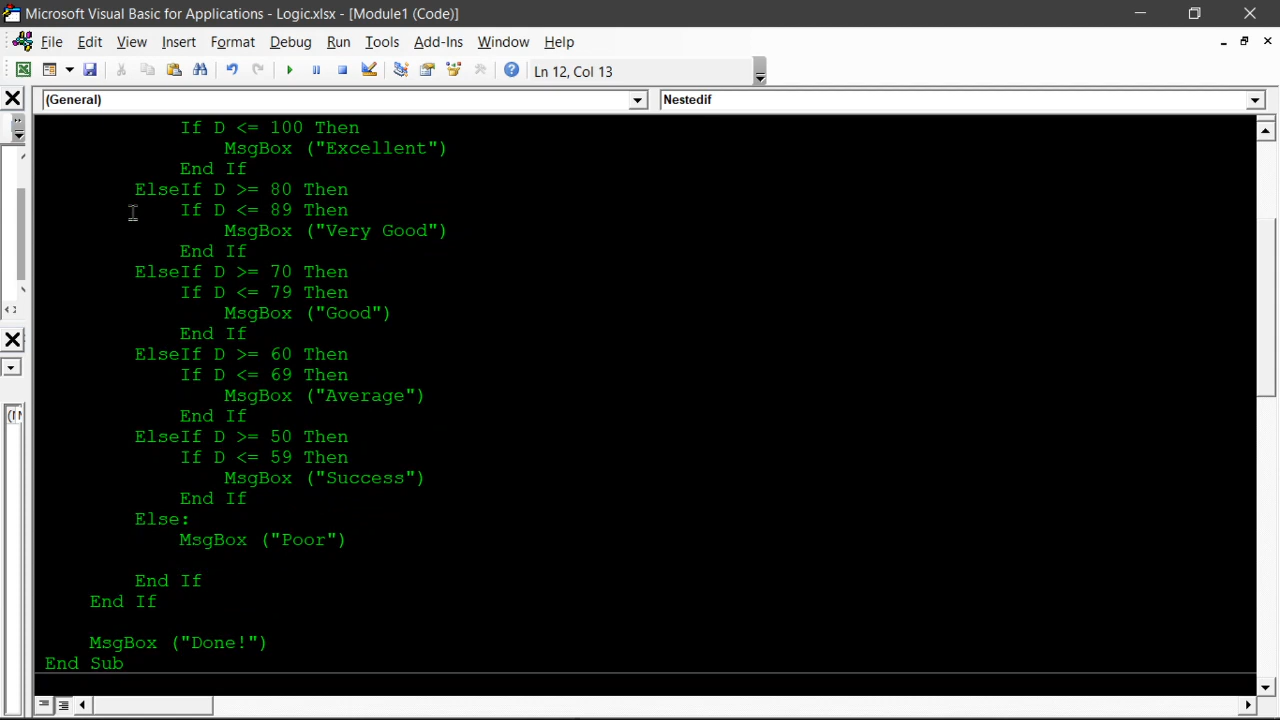 Microsoft Visual Basic for Applications - Logic.xlsx - [Module1 (Code)]
File Edit View Insert Format Debug Run Tools Add-Ins Window Help
Ln 12, Col 13
(General) Nestedif
If D <= 100 Then
MsgBox ("Excellent")
End If
ElseIf D >= 80 Then
If D <= 89 Then
MsgBox ("Very Good")
End If
ElseIf D >= 70 Then
If D <= 79 Then
MsgBox ("Good")
End If
ElseIf D >= 60 Then
If D <= 69 Then
MsgBox ("Average")
End If
ElseIf D >= 50 Then
If D <= 59 Then
MsgBox ("Success")
End If
Else:
MsgBox ("Poor")
End If
End If
MsgBox ("Done!")
End Sub